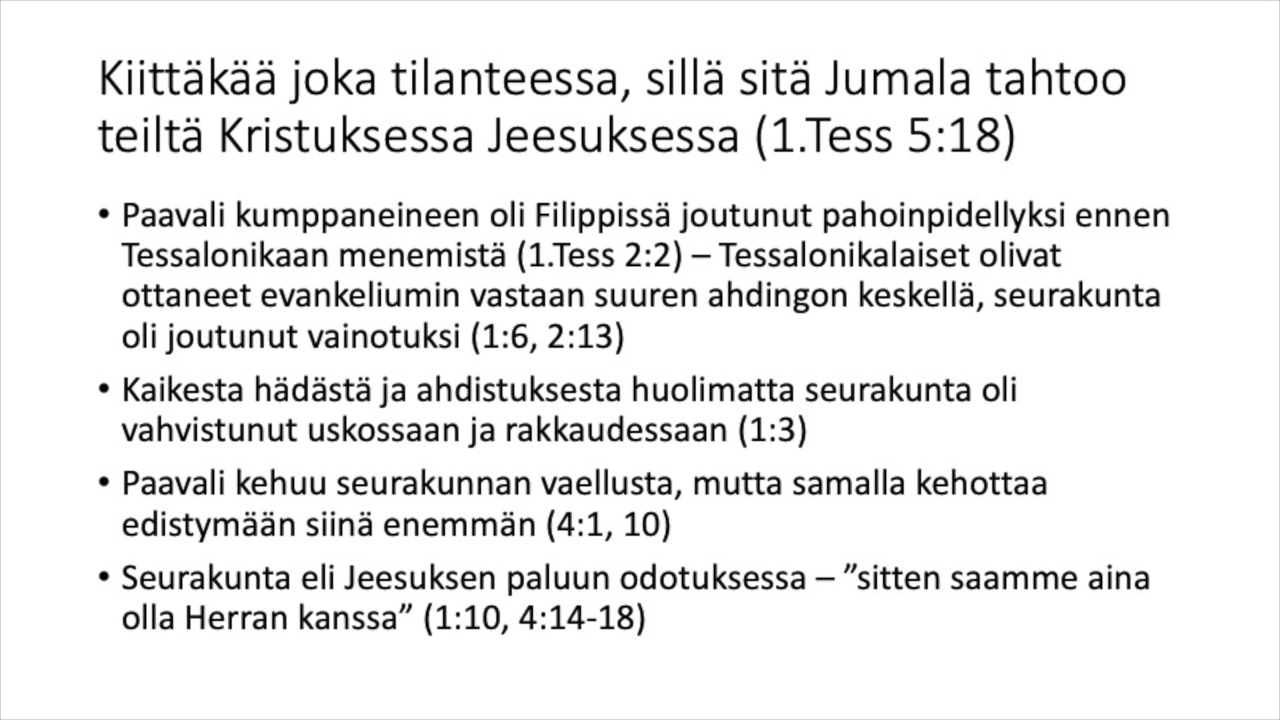 Kiittäkää joka tilanteessa, sillä sitä Jumala tahtoo
teiltä Kristuksessa Jeesuksessa (1.Tess 5:18)
• Paavali kumppaneineen oli Filippissä joutunut pahoinpidellyksi ennen
Tessalonikaan menemistä (1.Tess 2:2) – Tessalonikalaiset olivat
ottaneet evankeliumin vastaan suuren ahdingon keskellä, seurakunta
oli joutunut vainotuksi (1:6, 2:13)
• Kaikesta hädästä ja ahdistuksesta huolimatta seurakunta oli
vahvistunut uskossaan ja rakkaudessaan (1:3)
• Paavali kehuu seurakunnan vaellusta, mutta samalla kehottaa
edistymään siinä enemmän (4:1, 10)
• Seurakunta eli Jeesuksen paluun odotuksessa – ”sitten saamme aina
olla Herran kanssa” (1:10, 4:14-18)